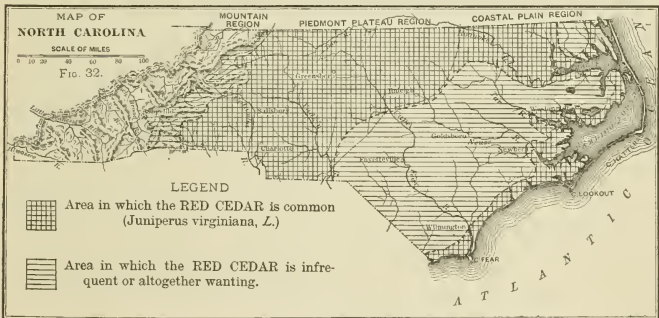 MAP OF
NORTH CAROLINA
SCALE OF MILES
0 10 20 40 60 80 100
FIG. 32.
MOUNTAIN
REGION
PIEDMONT PLATEAU REGION
COASTAL PLAIN REGION
Greensboro
Raleigh
Salisbury
Charlotte
Goldsboro
Neuse
Newbern
Fayetteville
Wilmington
HATTERAS
C. LOOKOUT
C. FEAR
ATLANTIC
LEGEND
Area in which the RED CEDAR is common
(Juniperus virginiana, L.)
Area in which the RED CEDAR is infre-
quent or altogether wanting.